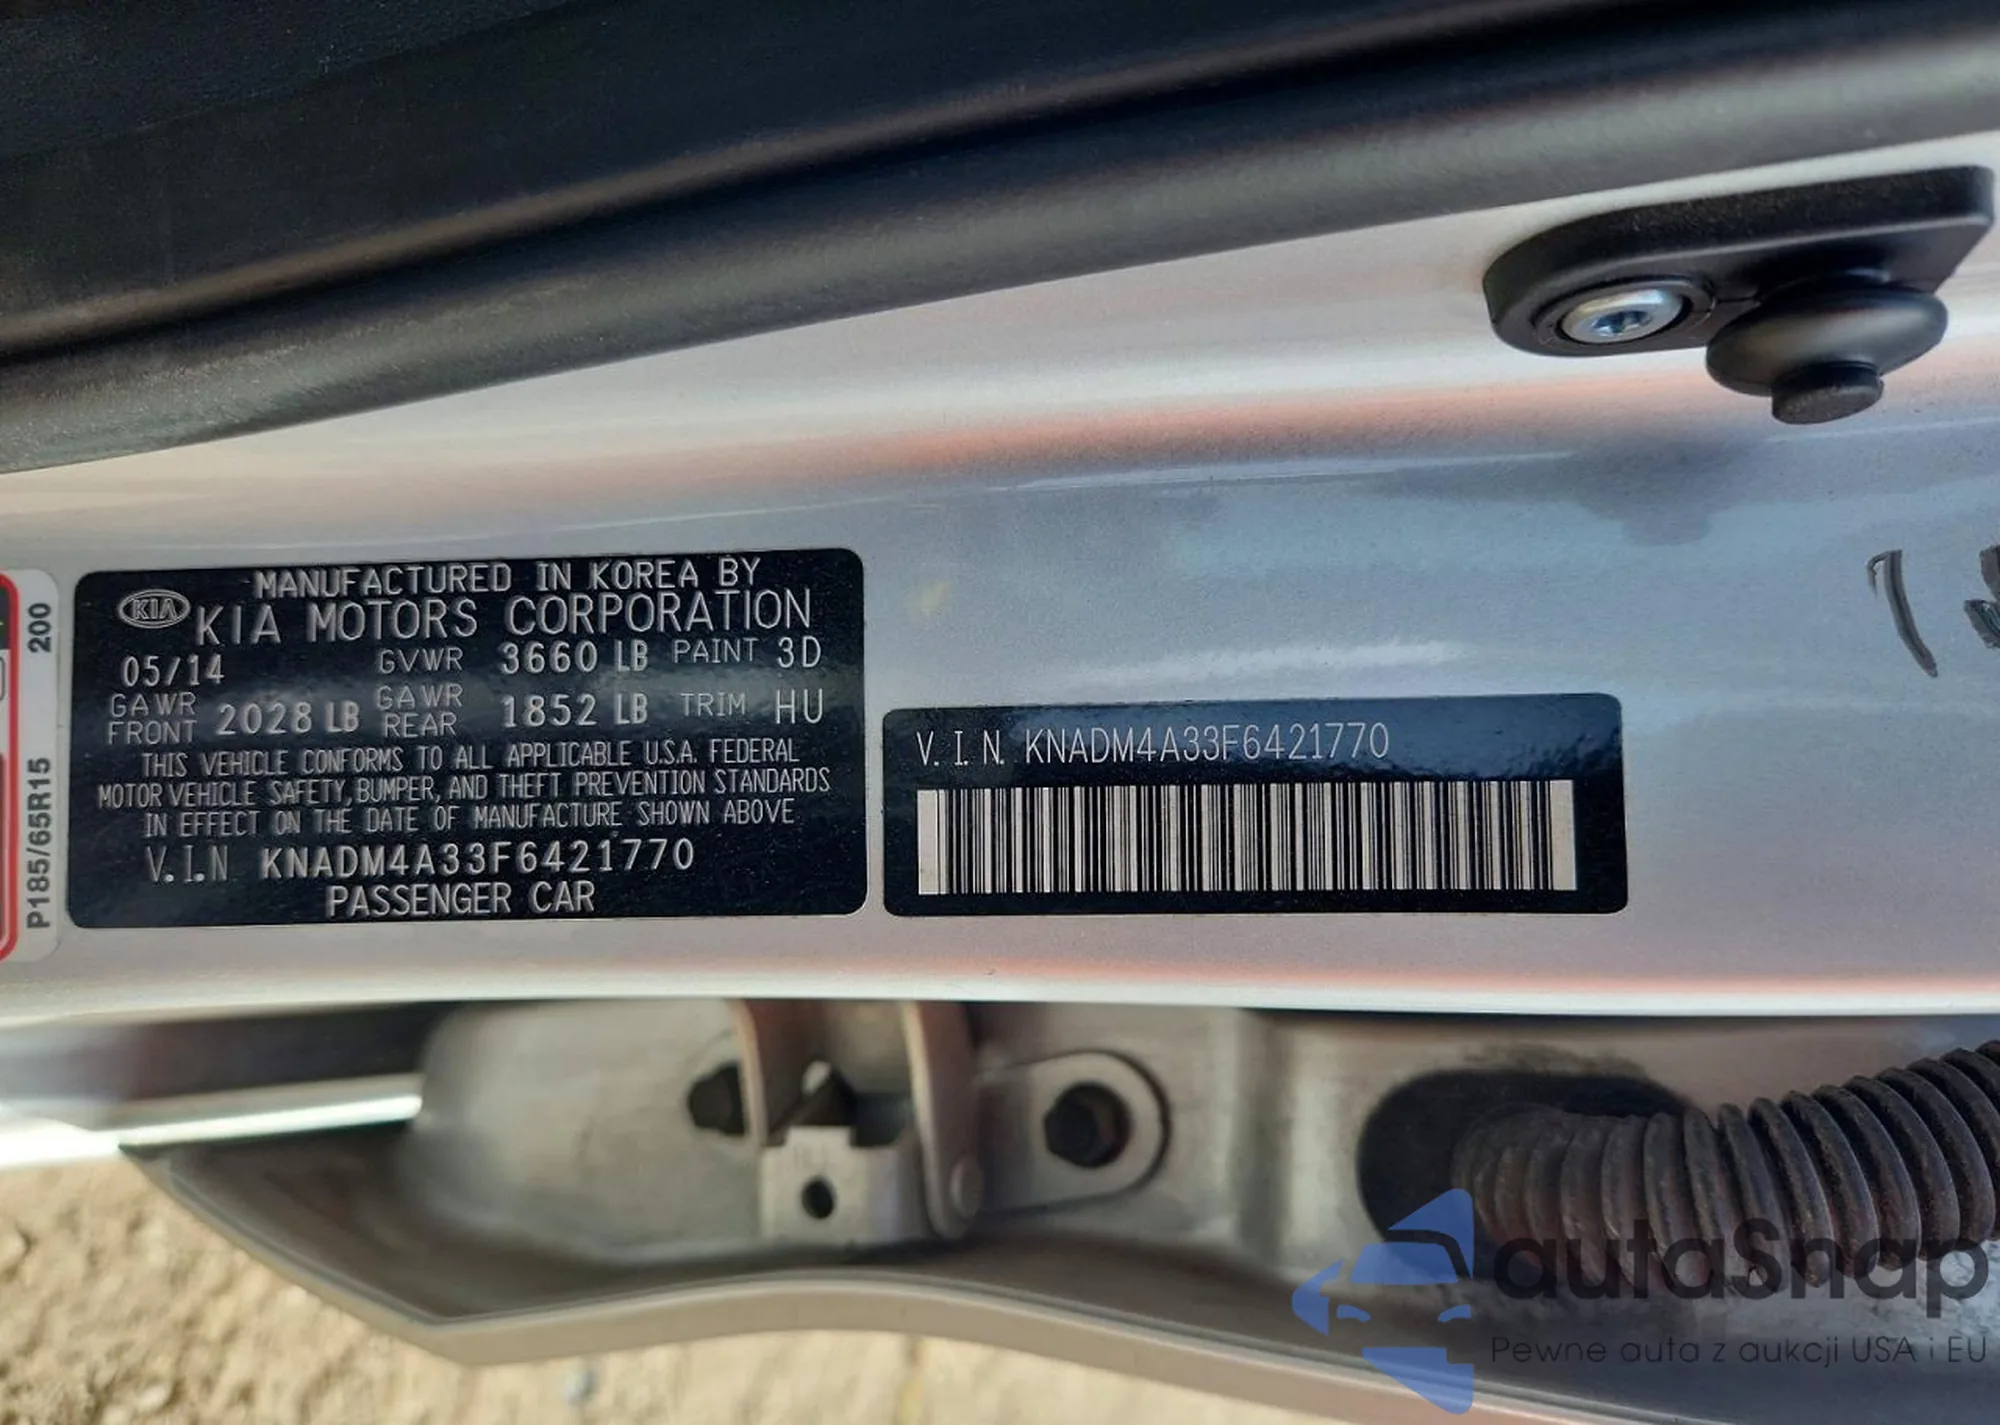 MANUFACTURED IN KOREA BY
KIA KIA MOTORS CORPORATION
05/14 GVWR 3660 LB PAINT 3D
GAWR FRONT 2028 LB GAWR REAR 1852 LB TRIM HU
THIS VEHICLE CONFORMS TO ALL APPLICABLE U.S.A. FEDERAL
MOTOR VEHICLE SAFETY, BUMPER, AND THEFT PREVENTION STANDARDS
IN EFFECT ON THE DATE OF MANUFACTURE SHOWN ABOVE
V.I.N KNADM4A33F6421770
PASSENGER CAR
V.I.N. KNADM4A33F6421770
P185/65R15 200
autaSnap
Pewne auta z aukcji USA i EU